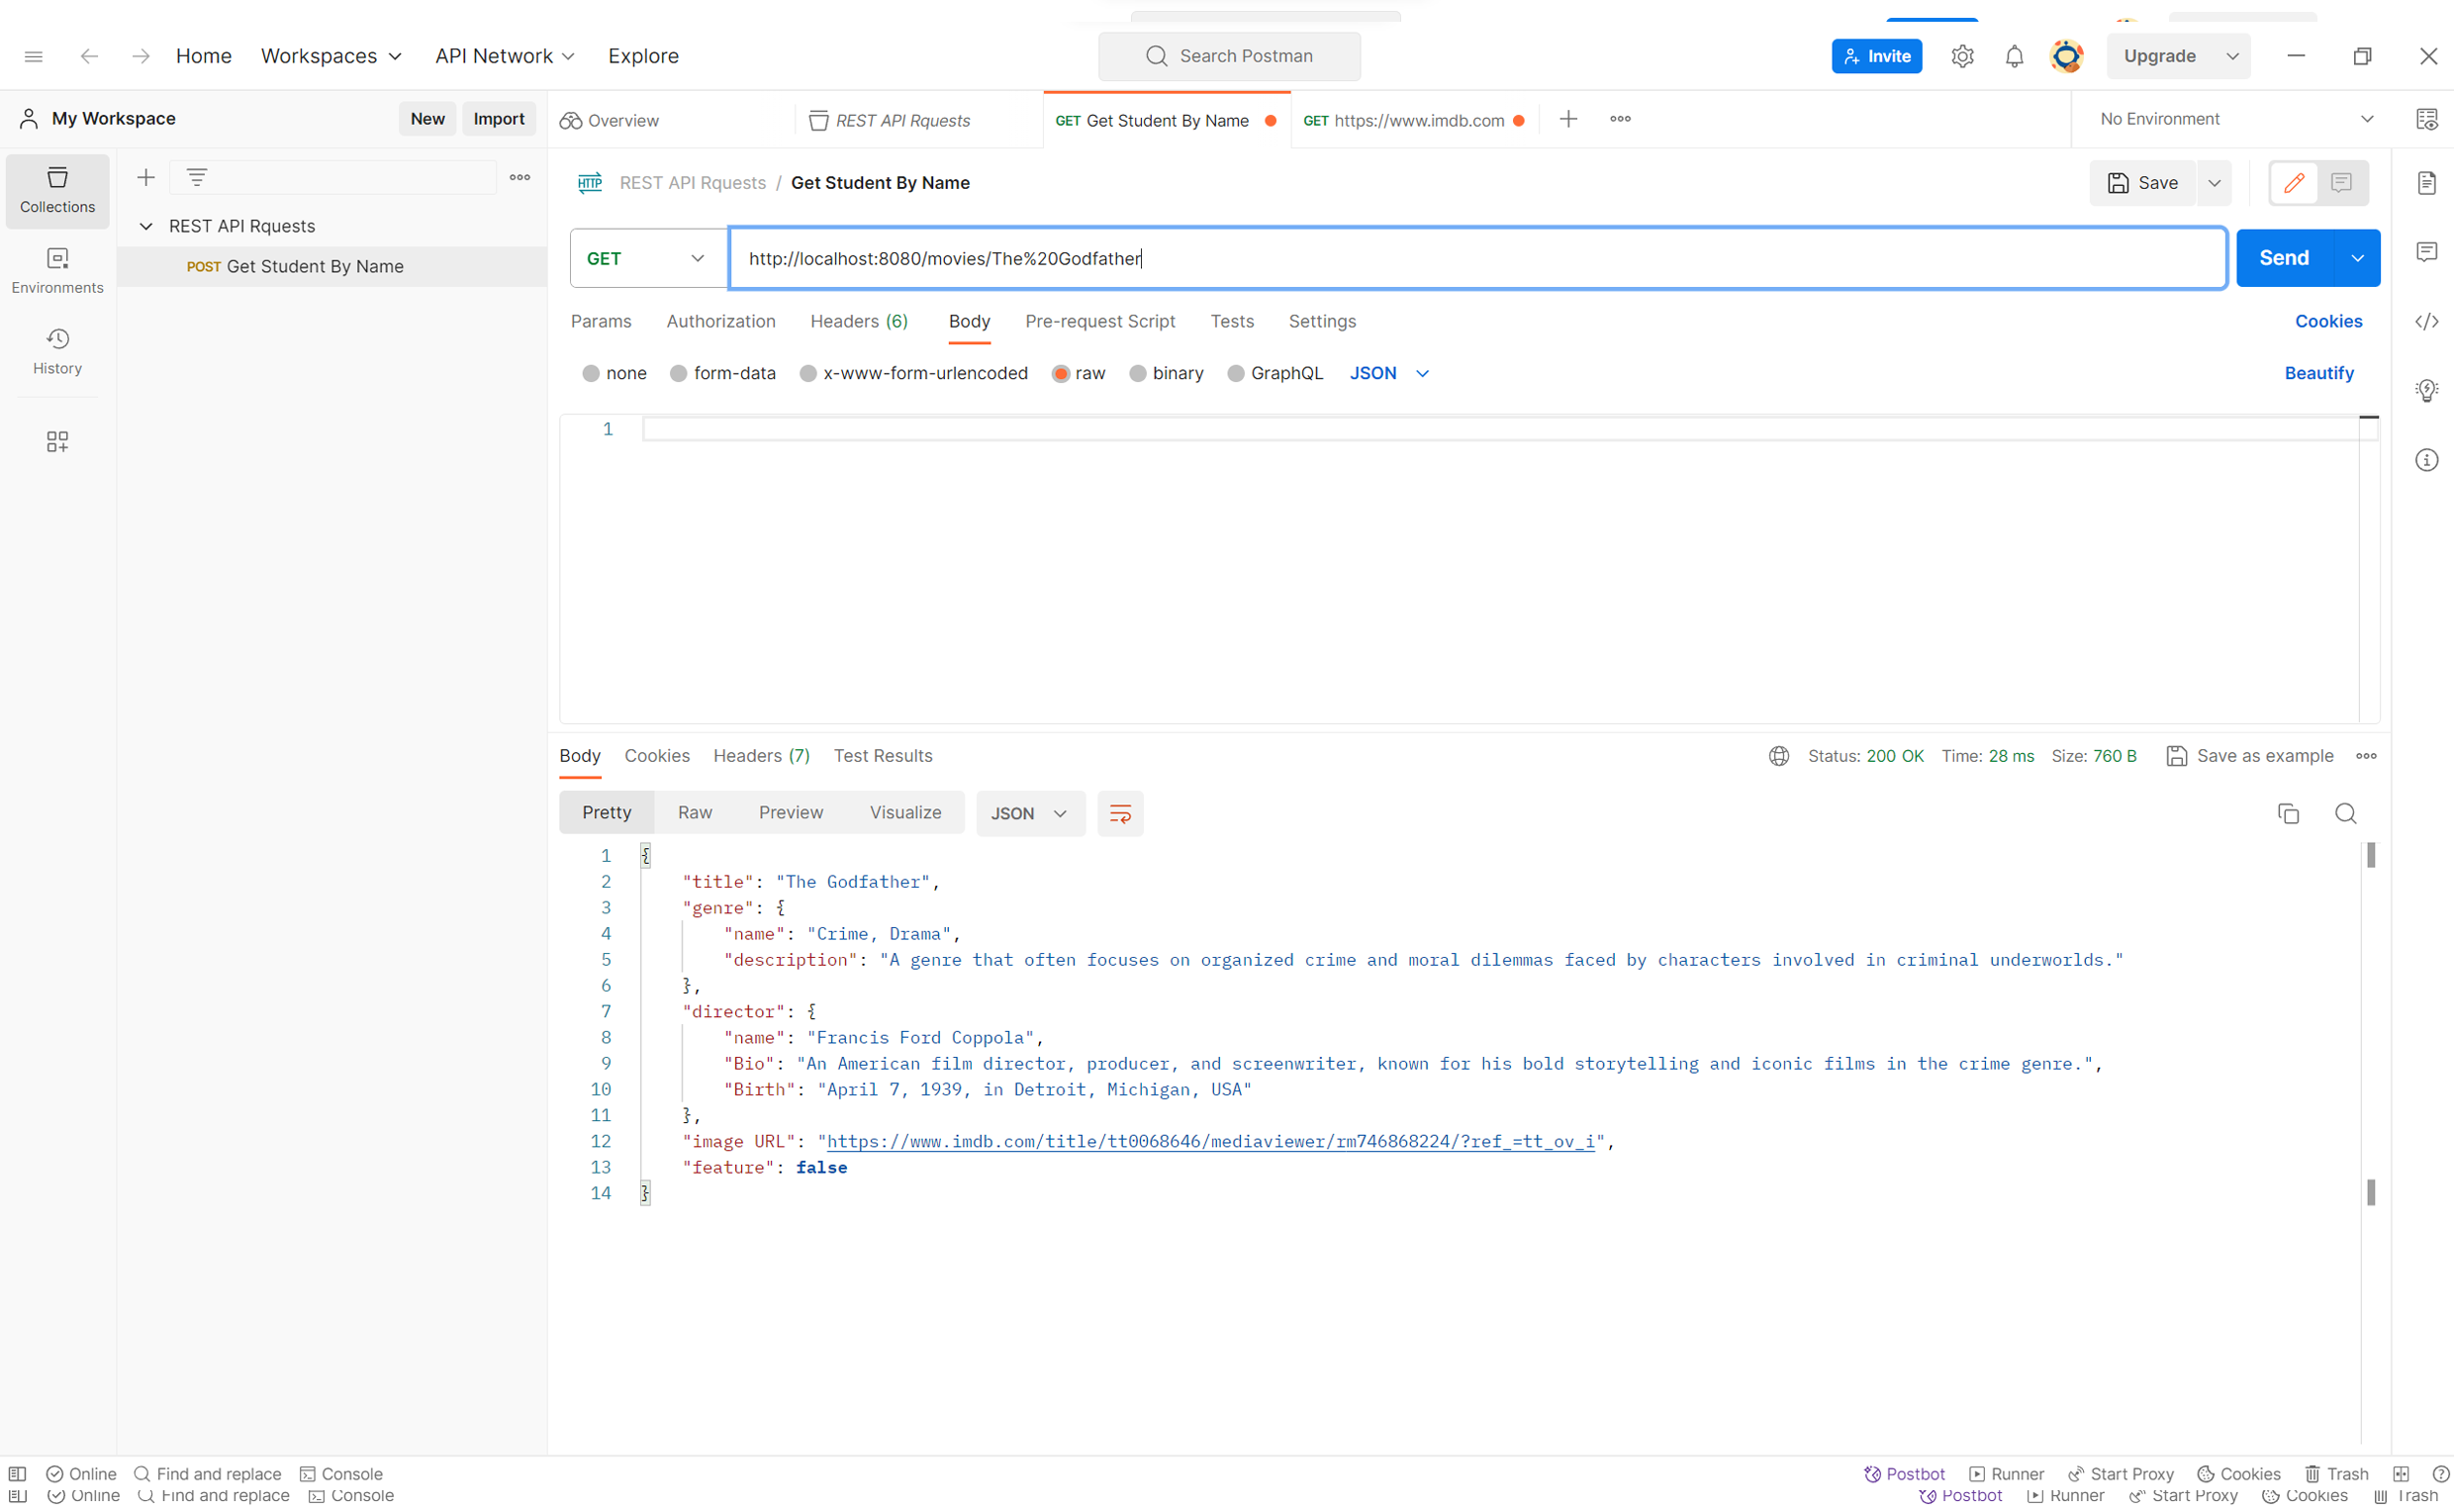 Home Workspaces API Network Explore Search Postman Invite Upgrade
My Workspace New Import Overview REST API Rquests GET Get Student By Name GET https://www.imdb.com No Environment
Collections
REST API Rquests / Get Student By Name Save
REST API Rquests
POST Get Student By Name
GET http://localhost:8080/movies/The%20Godfather Send
Environments
History
Params Authorization Headers (6) Body Pre-request Script Tests Settings Cookies
none form-data x-www-form-urlencoded raw binary GraphQL JSON Beautify
1
Body Cookies Headers (7) Test Results Status: 200 OK Time: 28 ms Size: 760 B Save as example
Pretty Raw Preview Visualize JSON
1 {
2 "title": "The Godfather",
3 "genre": {
4 "name": "Crime, Drama",
5 "description": "A genre that often focuses on organized crime and moral dilemmas faced by characters involved in criminal underworlds."
6 },
7 "director": {
8 "name": "Francis Ford Coppola",
9 "Bio": "An American film director, producer, and screenwriter, known for his bold storytelling and iconic films in the crime genre.",
10 "Birth": "April 7, 1939, in Detroit, Michigan, USA"
11 },
12 "image URL": "https://www.imdb.com/title/tt0068646/mediaviewer/rm746868224/?ref_=tt_ov_i",
13 "feature": false
14 }
Online Find and replace Console Postbot Runner Start Proxy Cookies Trash
Online Find and replace Console Postbot Runner Start Proxy Cookies Trash